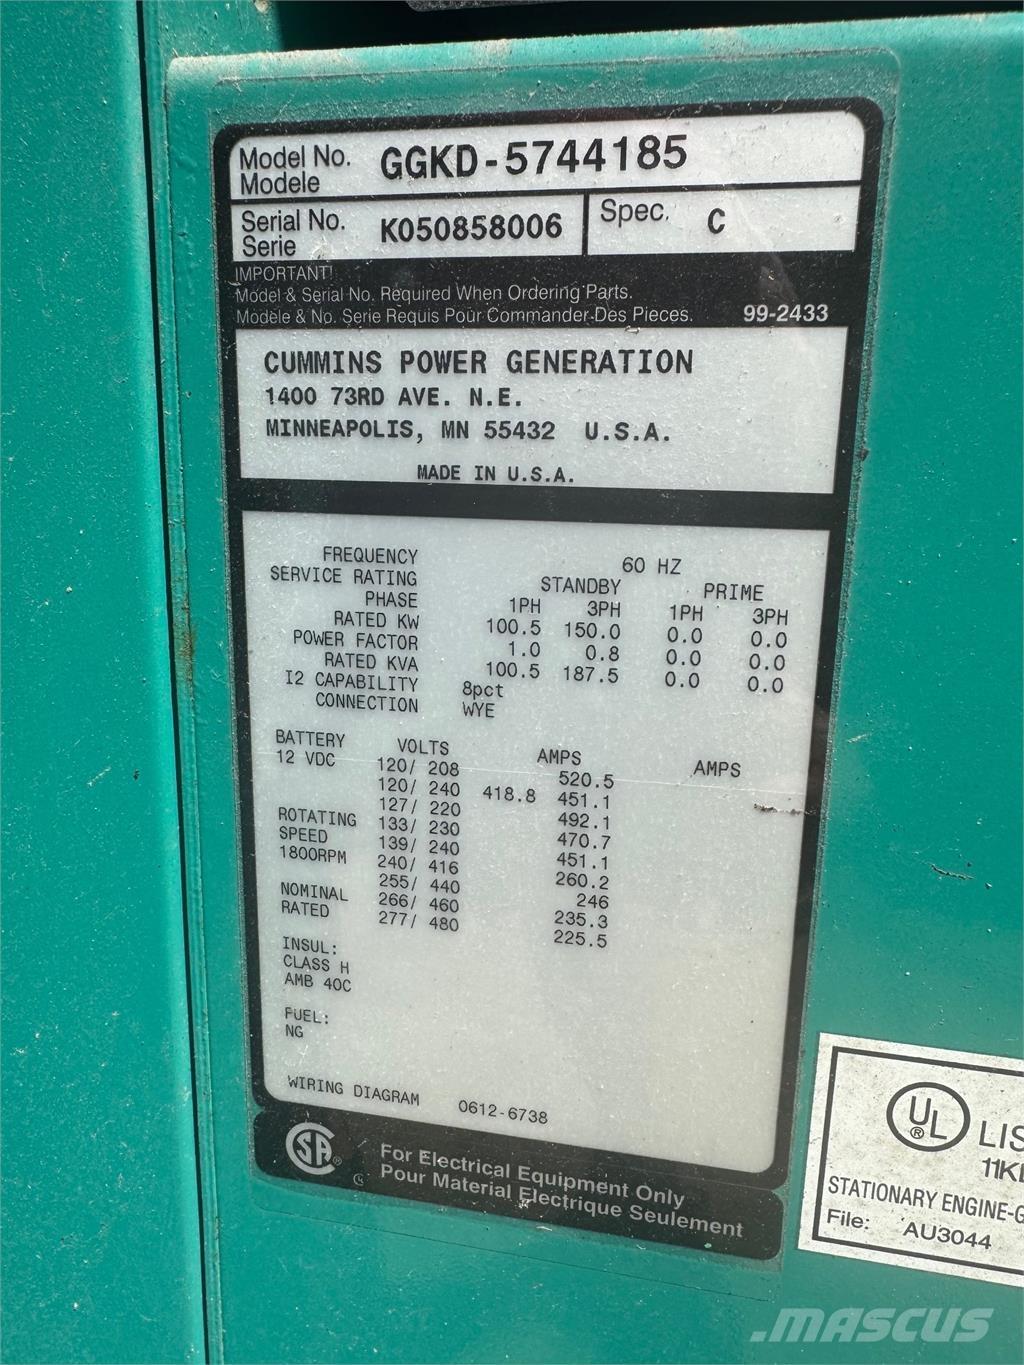 Model No. GGKD-5744185
Modele
Serial No. K050858006 Spec. C
Serie
IMPORTANT!
Model & Serial No. Required When Ordering Parts.
Modèle & No. Serie Requis Pour Commander Des Pieces. 99-2433
CUMMINS POWER GENERATION
1400 73RD AVE. N.E.
MINNEAPOLIS, MN 55432 U.S.A.
MADE IN U.S.A.
FREQUENCY 60 HZ
SERVICE RATING STANDBY PRIME
PHASE 1PH 3PH 1PH 3PH
RATED KW 100.5 150.0 0.0 0.0
POWER FACTOR 1.0 0.8 0.0 0.0
RATED KVA 100.5 187.5 0.0 0.0
I2 CAPABILITY 8pct
CONNECTION WYE
BATTERY VOLTS AMPS AMPS
12 VDC 120/ 208 520.5
120/ 240 418.8 451.1
127/ 220 492.1
ROTATING 133/ 230 470.7
SPEED 139/ 240 451.1
1800RPM 240/ 416 260.2
255/ 440 246
NOMINAL 266/ 460 235.3
RATED 277/ 480 225.5
INSUL:
CLASS H
AMB 40C
FUEL:
NG
WIRING DIAGRAM 0612-6738
SA ®
For Electrical Equipment Only
Pour Material Electrique Seulement
UL ® LIS
11K
STATIONARY ENGINE-G
File: AU3044
MASCUS